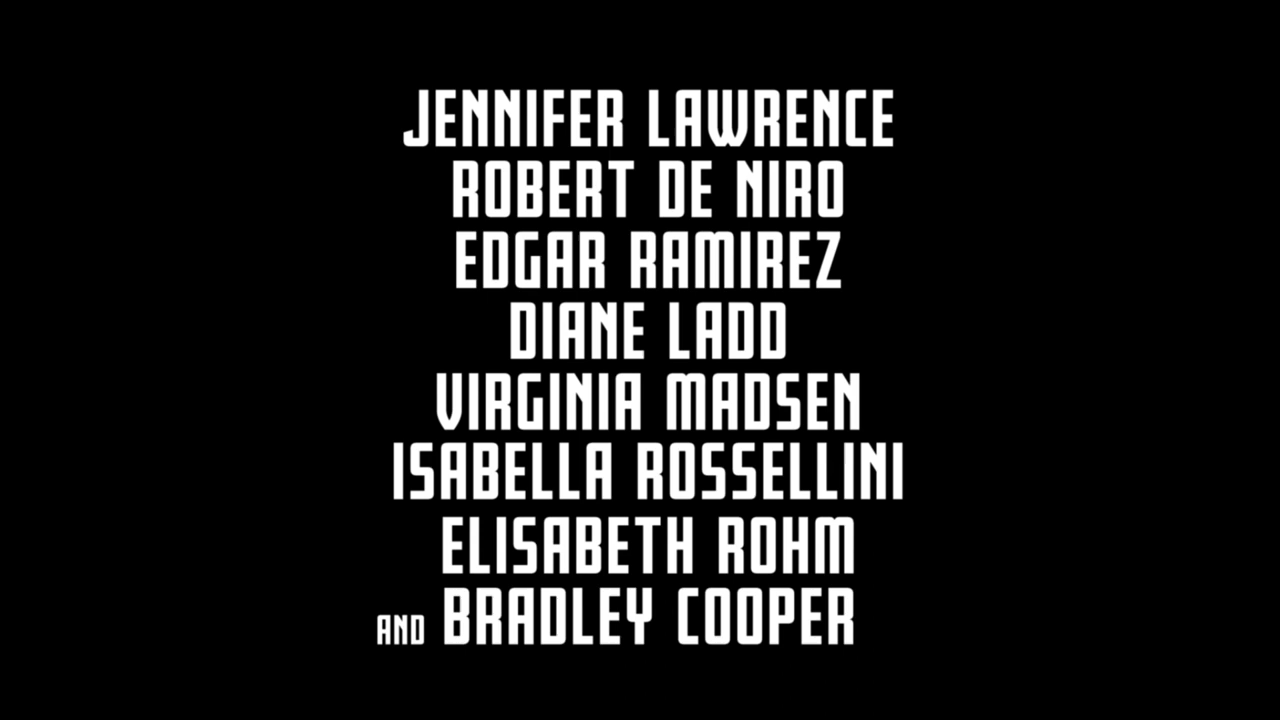 JENNIFER LAWRENCE
ROBERT DE NIRO
EDGAR RAMIREZ
DIANE LADD
VIRGINIA MADSEN
ISABELLA ROSSELLINI
ELISABETH ROHM
AND BRADLEY COOPER